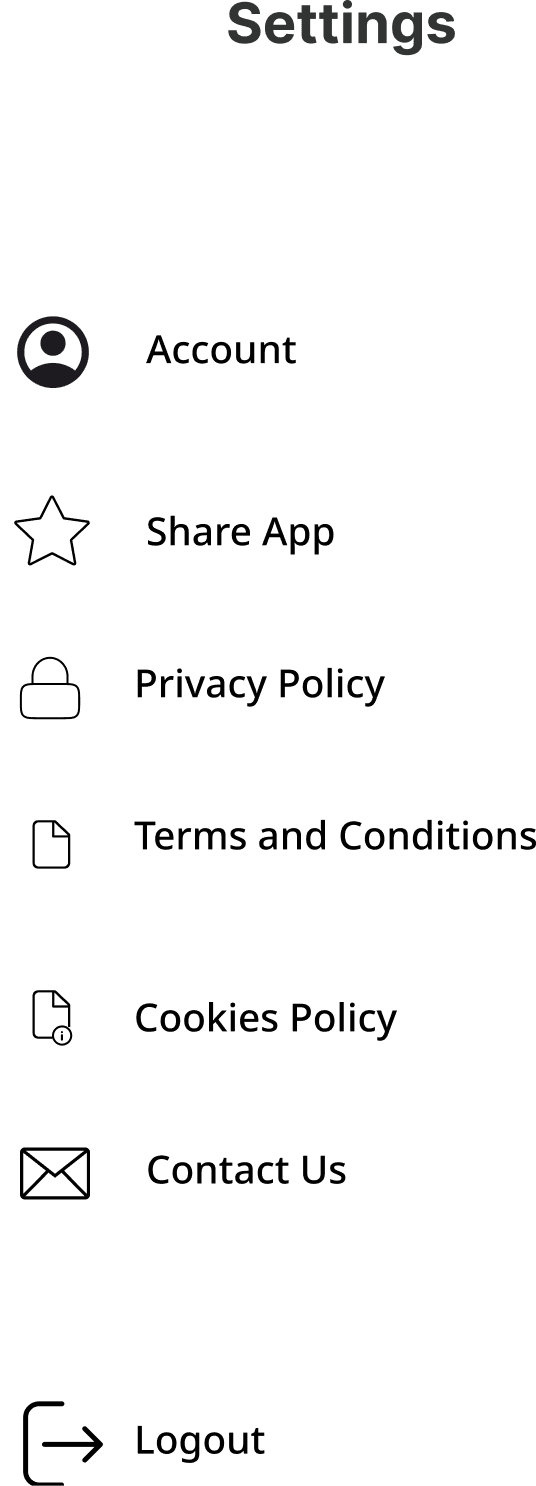 Settings
Account
Share App
Privacy Policy
Terms and Conditions
Cookies Policy
Contact Us
Logout